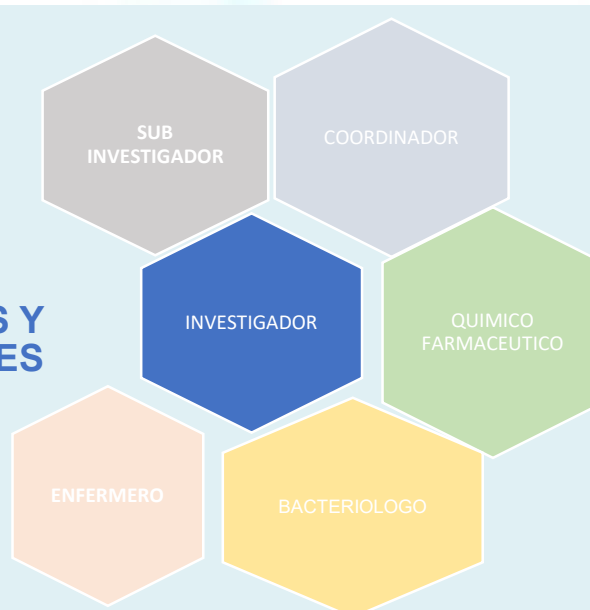 SUB
INVESTIGADOR
COORDINADOR
S Y
ES
INVESTIGADOR
QUIMICO
FARMACEUTICO
ENFERMERO
BACTERIOLOGO